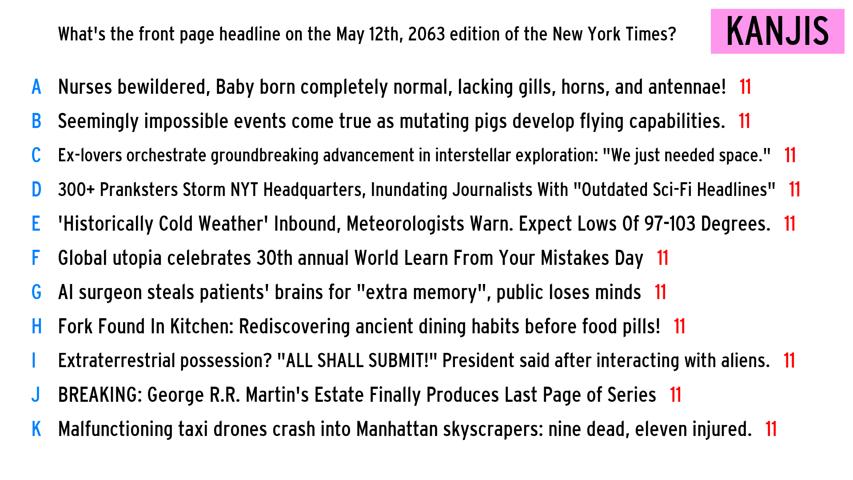 What's the front page headline on the May 12th, 2063 edition of the New York Times?
KANJIS
A Nurses bewildered, Baby born completely normal, lacking gills, horns, and antennae! 11
B Seemingly impossible events come true as mutating pigs develop flying capabilities. 11
C Ex-lovers orchestrate groundbreaking advancement in interstellar exploration: "We just needed space." 11
D 300+ Pranksters Storm NYT Headquarters, Inundating Journalists With "Outdated Sci-Fi Headlines" 11
E 'Historically Cold Weather' Inbound, Meteorologists Warn. Expect Lows Of 97-103 Degrees. 11
F Global utopia celebrates 30th annual World Learn From Your Mistakes Day 11
G AI surgeon steals patients' brains for "extra memory", public loses minds 11
H Fork Found In Kitchen: Rediscovering ancient dining habits before food pills! 11
I Extraterrestrial possession? "ALL SHALL SUBMIT!" President said after interacting with aliens. 11
J BREAKING: George R.R. Martin's Estate Finally Produces Last Page of Series 11
K Malfunctioning taxi drones crash into Manhattan skyscrapers: nine dead, eleven injured. 11